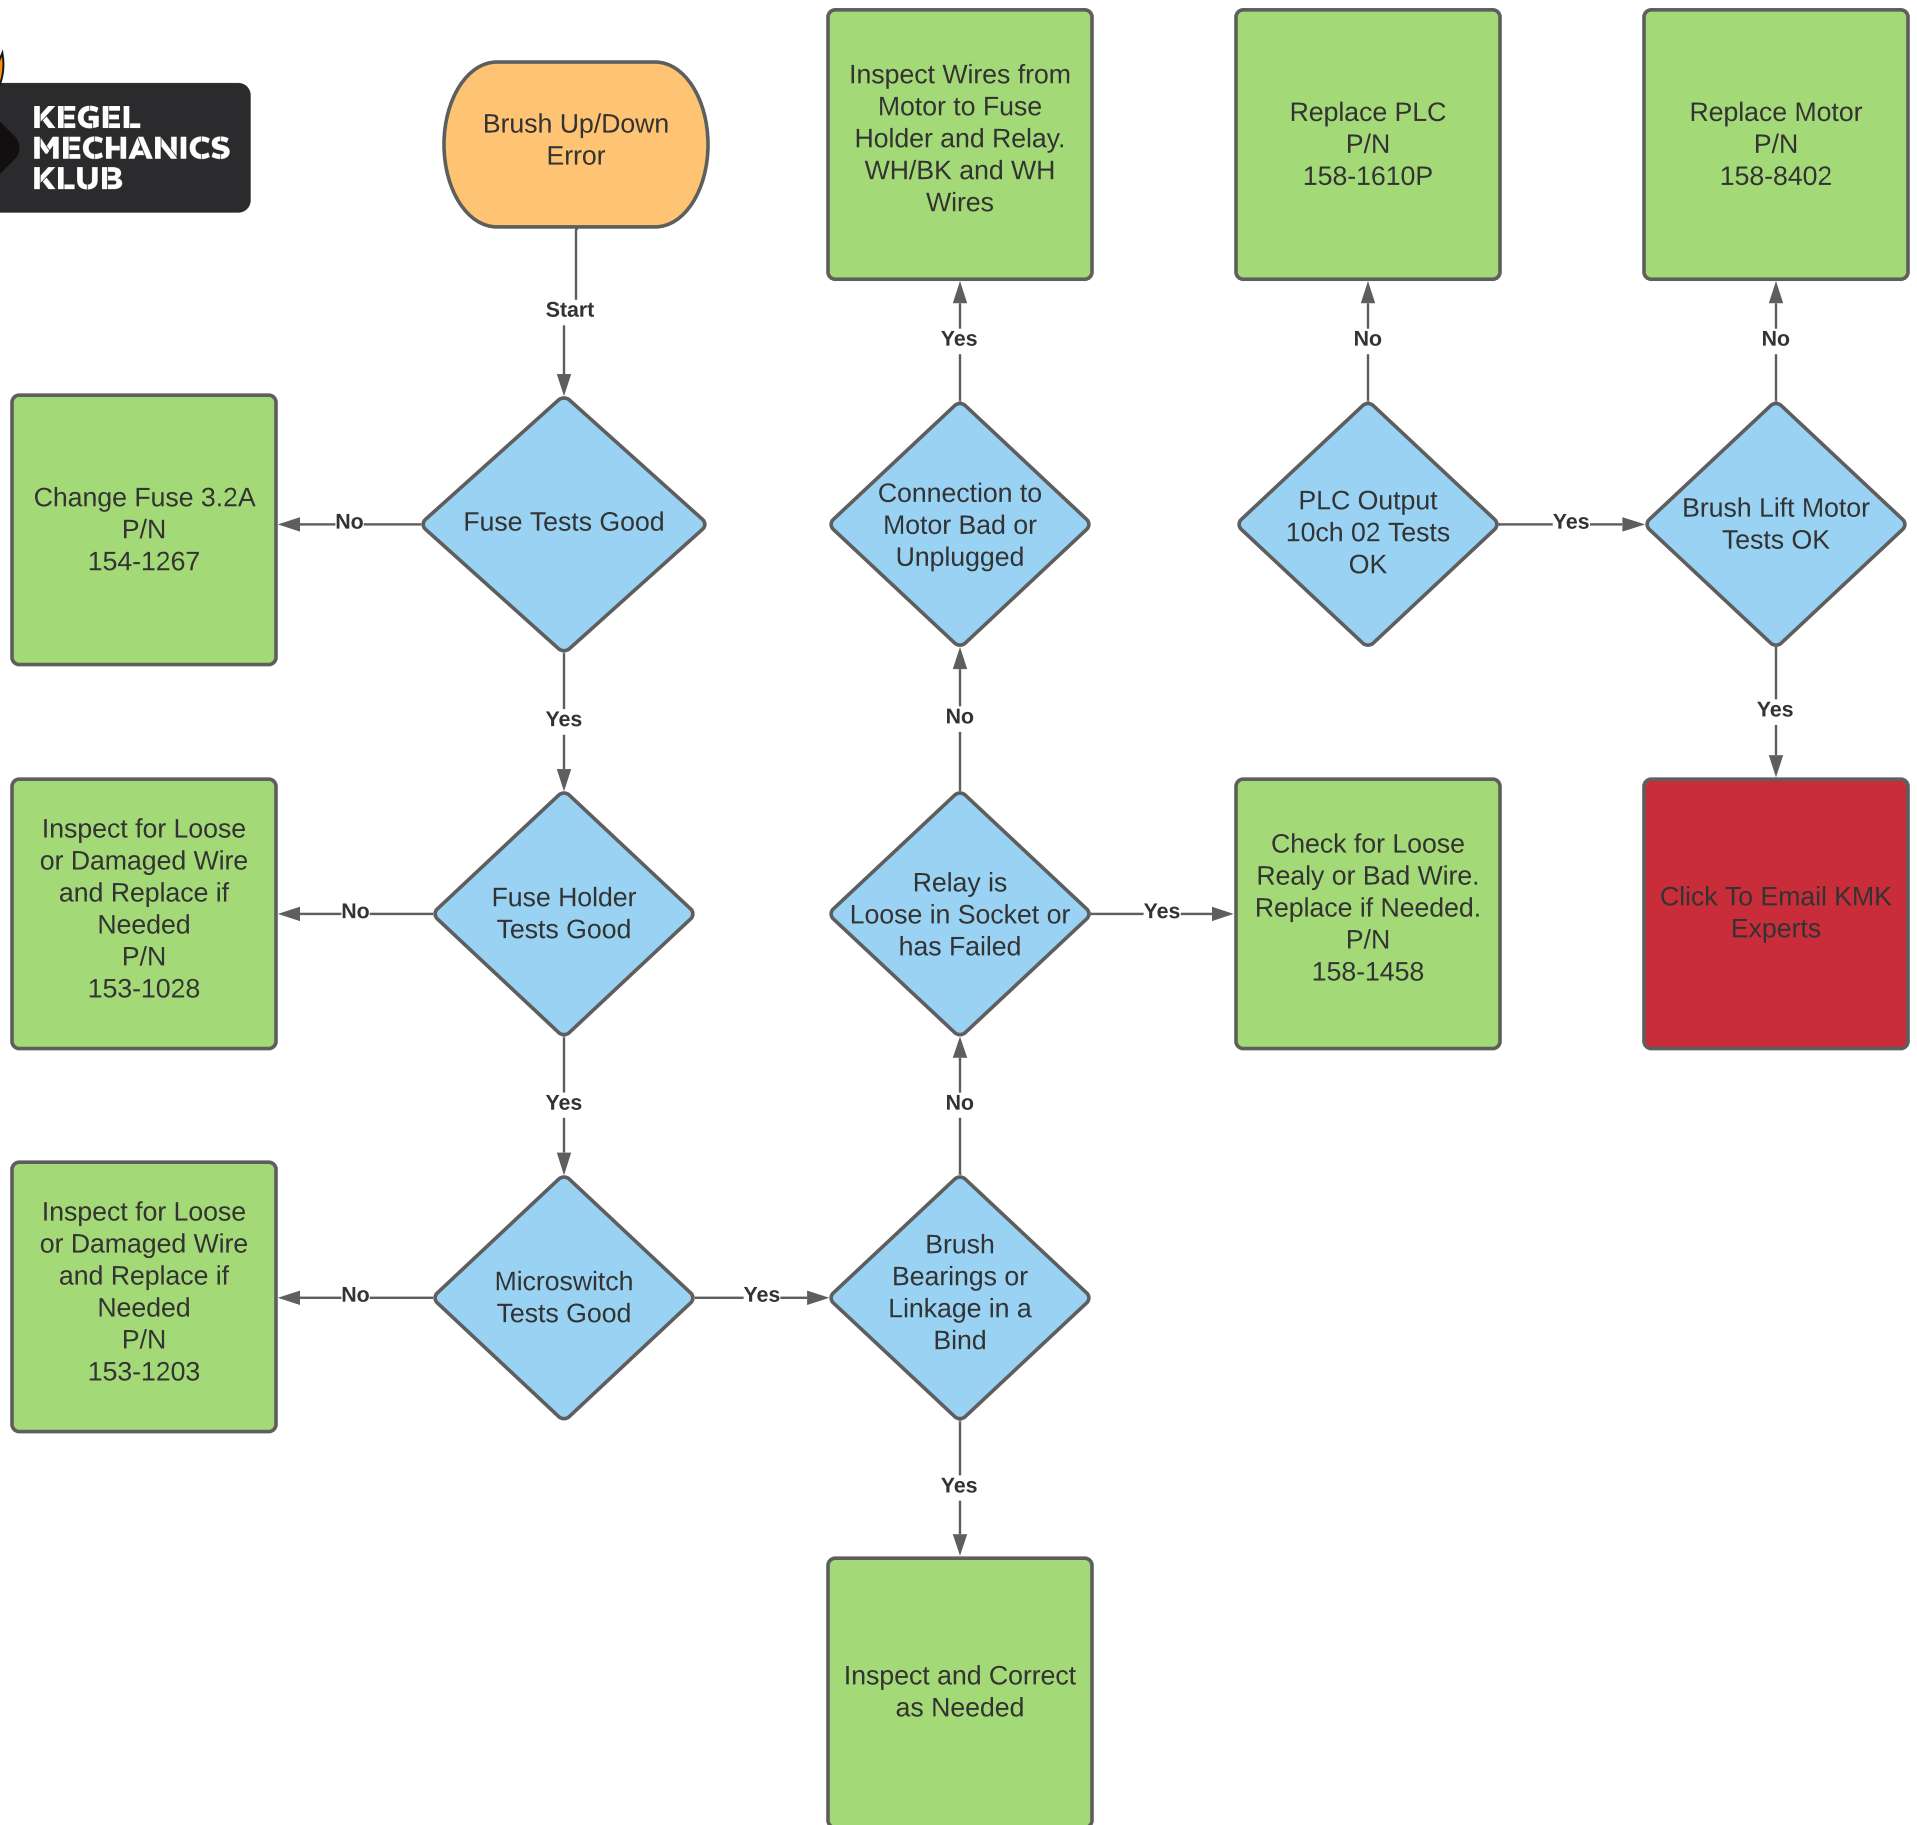 KEGEL
MECHANICS
KLUB
Brush Up/Down
Error
Inspect Wires from
Motor to Fuse
Holder and Relay.
WH/BK and WH
Wires
Replace PLC
P/N
158-1610P
Replace Motor
P/N
158-8402
Start
Yes
No
No
Change Fuse 3.2A
P/N
154-1267
No
Fuse Tests Good
Connection to
Motor Bad or
Unplugged
PLC Output
10ch 02 Tests
OK
Yes
Brush Lift Motor
Tests OK
Yes
No
Yes
Inspect for Loose
or Damaged Wire
and Replace if
Needed
P/N
153-1028
No
Fuse Holder
Tests Good
Relay is
Loose in Socket or
has Failed
Yes
Check for Loose
Realy or Bad Wire.
Replace if Needed.
P/N
158-1458
Click To Email KMK
Experts
Yes
No
Inspect for Loose
or Damaged Wire
and Replace if
Needed
P/N
153-1203
No
Microswitch
Tests Good
Yes
Brush
Bearings or
Linkage in a
Bind
Yes
Inspect and Correct
as Needed